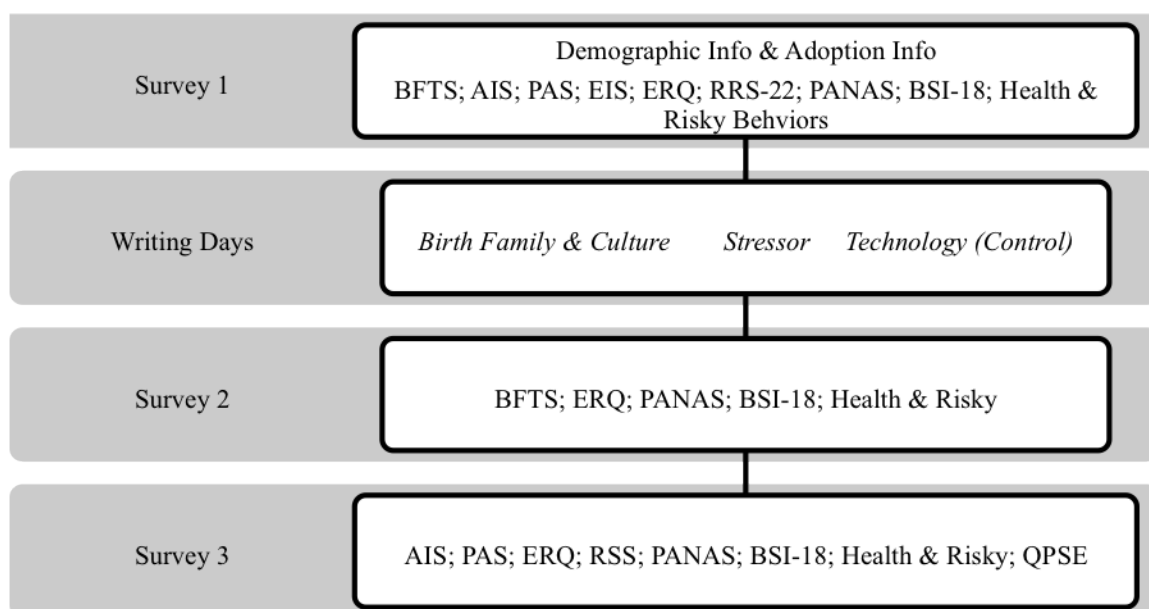 Survey 1
Demographic Info & Adoption Info
BFTS; AIS; PAS; EIS; ERQ; RRS-22; PANAS; BSI-18; Health &
Risky Behviors
Writing Days
Birth Family & Culture Stressor Technology (Control)
Survey 2
BFTS; ERQ; PANAS; BSI-18; Health & Risky
Survey 3
AIS; PAS; ERQ; RSS; PANAS; BSI-18; Health & Risky; QPSE